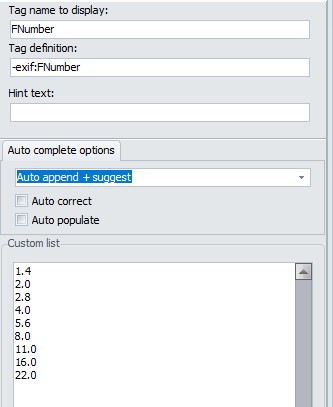 Tag name to display:
FNumber
Tag definition:
-exif:FNumber
Hint text:
Auto complete options
Auto append + suggest
Auto correct
Auto populate
Custom list
1.4
2.0
2.8
4.0
5.6
8.0
11.0
16.0
22.0